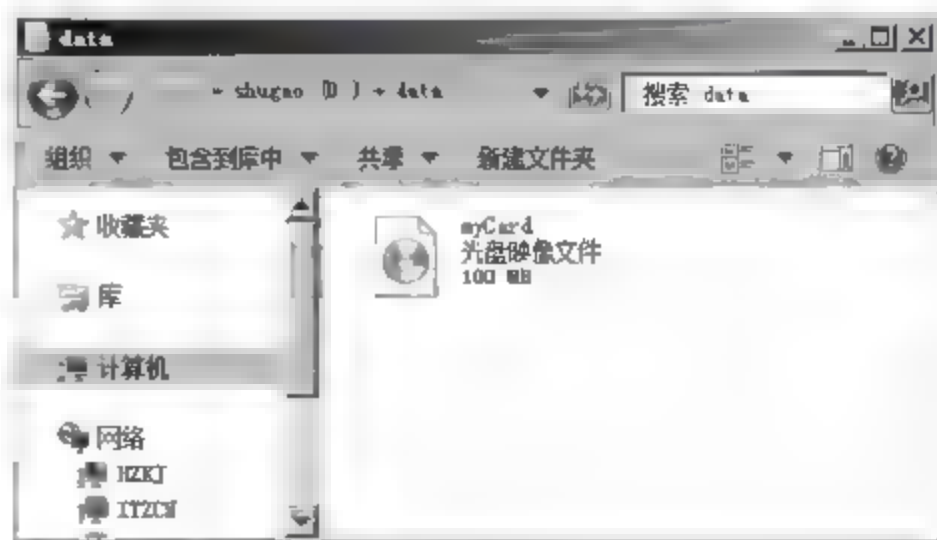 data
shugao (D ) data
搜索 data
组织 包含到库中 共享 新建文件夹
收藏夹
库
计算机
网络
HZKJ
myCard
光盘映像文件
100 MB